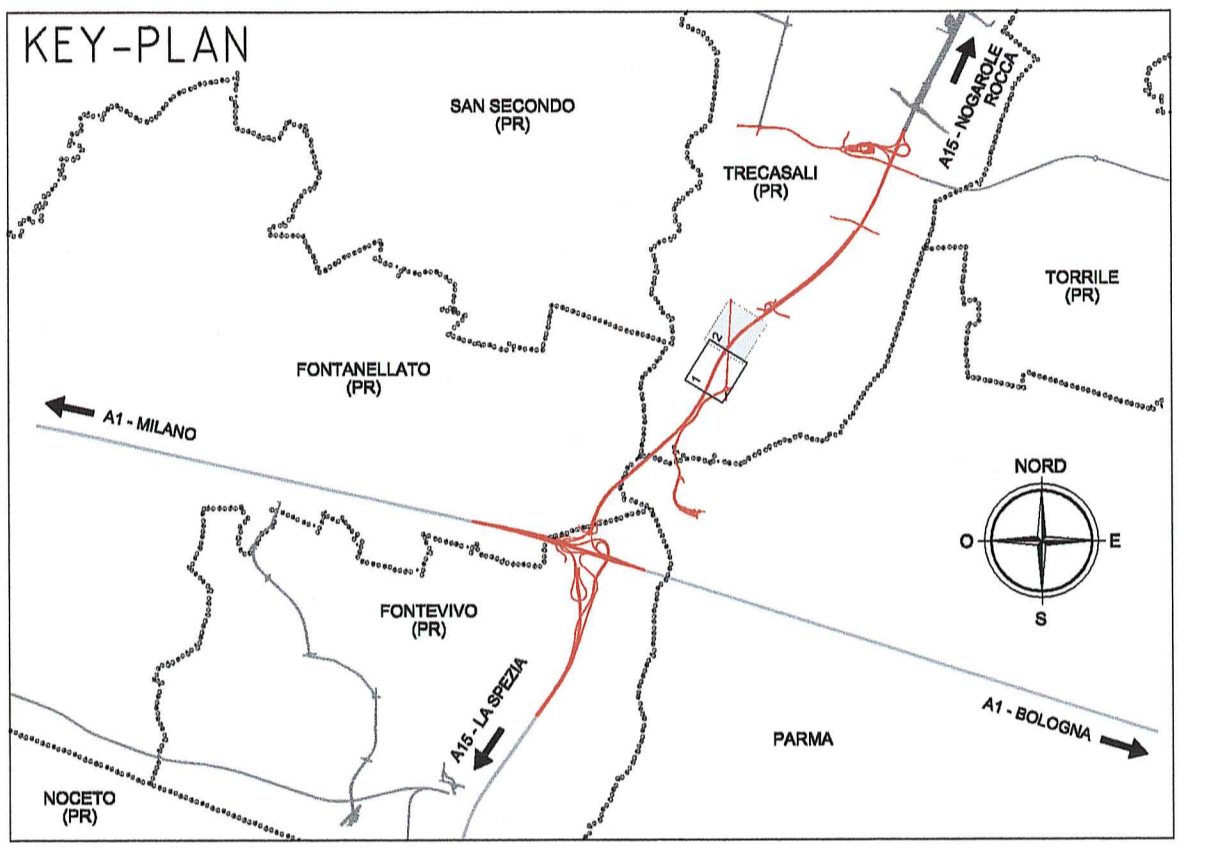 KEY-PLAN
SAN SECONDO
(PR)
A15 - NOGAROLE
ROCCA
TRECASALI
(PR)
TORRILE
(PR)
2
1
FONTANELLATO
(PR)
A1 - MILANO
NORD
O
E
S
FONTEVIVO
(PR)
A15 - LA SPEZIA
A1 - BOLOGNA
PARMA
NOCETO
(PR)